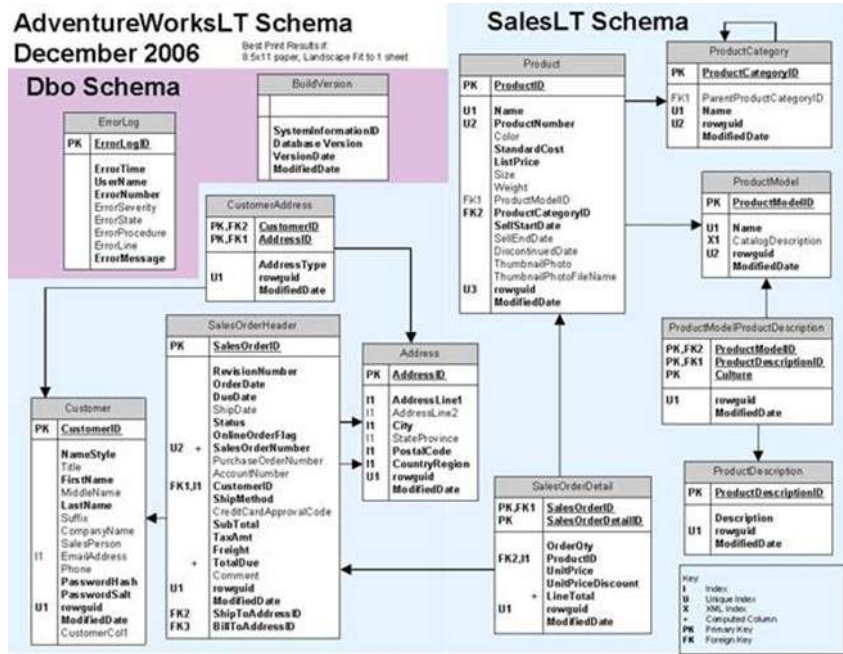 AdventureWorksLT Schema
December 2006
Best Print Results if:
8.5x11 paper, Landscape Fit to 1 sheet
SalesLT Schema
Dbo Schema
BuildVersion
SystemInformationID
Database Version
VersionDate
ModifiedDate
ErrorLog
PK ErrorLogID
ErrorTime
UserName
ErrorNumber
ErrorSeverity
ErrorState
ErrorProcedure
ErrorLine
ErrorMessage
CustomerAddress
PK,FK2 CustomerID
PK,FK1 AddressID
AddressType
U1 rowguid
ModifiedDate
Product
PK ProductID
U1 Name
U2 ProductNumber
Color
StandardCost
ListPrice
Size
Weight
FK1 ProductModelID
FK2 ProductCategoryID
SellStartDate
SellEndDate
DiscontinuedDate
ThumbnailPhoto
ThumbnailPhotoFileName
U3 rowguid
ModifiedDate
ProductCategory
PK ProductCategoryID
FK1 ParentProductCategoryID
U1 Name
U2 rowguid
ModifiedDate
ProductModel
PK ProductModelID
U1 Name
X1 CatalogDescription
U2 rowguid
ModifiedDate
ProductModelProductDescription
PK,FK2 ProductModelID
PK,FK1 ProductDescriptionID
PK Culture
U1 rowguid
ModifiedDate
ProductDescription
PK ProductDescriptionID
Description
U1 rowguid
ModifiedDate
SalesOrderHeader
PK SalesOrderID
RevisionNumber
OrderDate
DueDate
ShipDate
Status
OnlineOrderFlag
U2 + SalesOrderNumber
PurchaseOrderNumber
AccountNumber
FK1,I1 CustomerID
ShipMethod
CreditCardApprovalCode
SubTotal
TaxAmt
Freight
+ TotalDue
Comment
U1 rowguid
ModifiedDate
FK2 ShipToAddressID
FK3 BillToAddressID
Address
PK AddressID
I1 AddressLine1
I1 AddressLine2
I1 City
I1 StateProvince
I1 PostalCode
I1 CountryRegion
U1 rowguid
ModifiedDate
Customer
PK CustomerID
NameStyle
Title
FirstName
MiddleName
LastName
Suffix
CompanyName
SalesPerson
I1 EmailAddress
Phone
PasswordHash
PasswordSalt
U1 rowguid
ModifiedDate
CustomerCol1
SalesOrderDetail
PK,FK1 SalesOrderID
PK SalesOrderDetailID
OrderQty
FK2,I1 ProductID
UnitPrice
UnitPriceDiscount
+ LineTotal
U1 rowguid
ModifiedDate
Key:
I Index
U Unique Index
X XML Index
+ Computed Column
PK Primary Key
FK Foreign Key